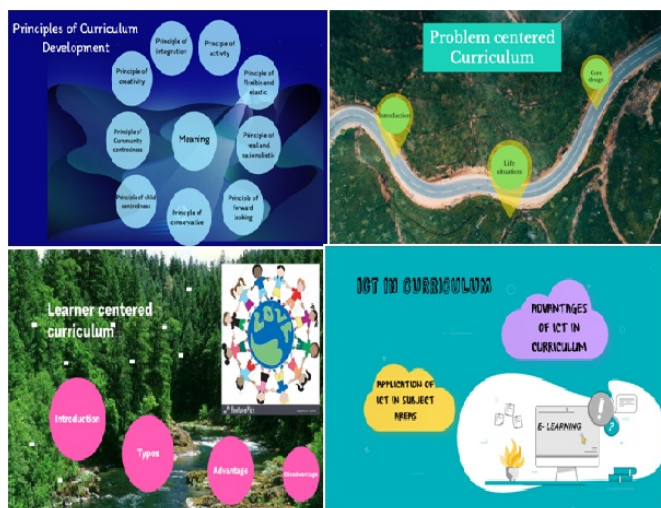 Principles of Curriculum
Development
Principle of
integration
Principle of
activity
Principle of
creativity
Principle of
flexible and
elastic
Principle of
Community
centredness
Meaning
Principle of
real and
nationalistic
Principle of child
centredness
Principle of
conservative
Principle of
forward
looking
Problem centered
Curriculum
Introduction
Life
situation
Core
design
Learner centered
curriculum
Introduction
Types
Advantage
Disadvantage
ICT IN CURRICULUM
ADVANTAGES
OF ICT IN
CURRICULUM
APPLICATION OF
ICT IN SUBJECT
AREAS
E- LEARNING